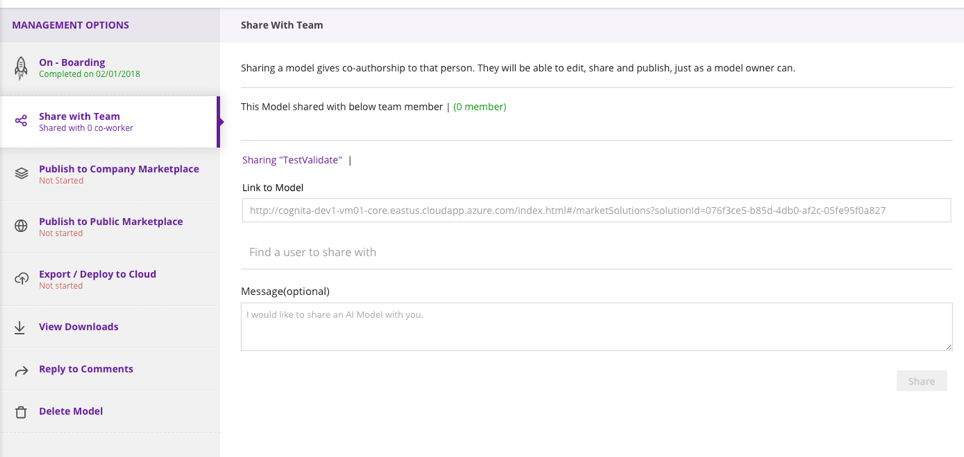 MANAGEMENT OPTIONS
On - Boarding
Completed on 02/01/2018
Share with Team
Shared with 0 co-worker
Publish to Company Marketplace
Not Started
Publish to Public Marketplace
Not started
Export / Deploy to Cloud
Not started
View Downloads
Reply to Comments
Delete Model
Share With Team
Sharing a model gives co-authorship to that person. They will be able to edit, share and publish, just as a model owner can.
This Model shared with below team member | (0 member)
Sharing "TestValidate" |
Link to Model
http://cognita-dev1-vm01-core.eastus.cloudapp.azure.com/index.html#/marketSolutions?solutionId=076f3ce5-b85d-4db0-af2c-05fe95f0a827
Find a user to share with
Message(optional)
I would like to share an AI Model with you.
Share